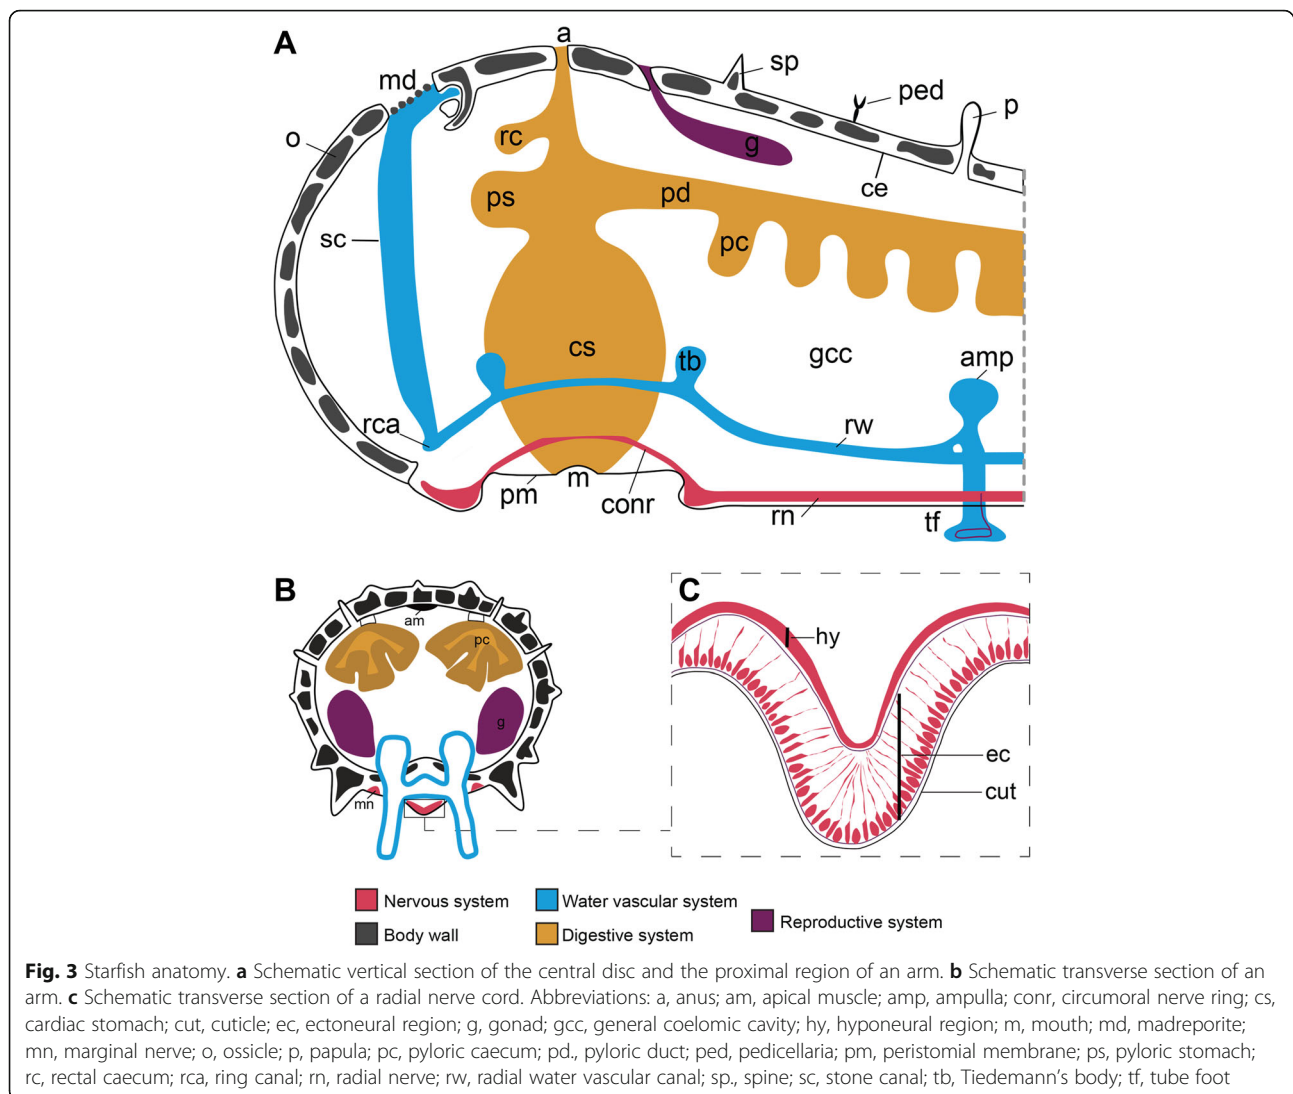 A
a
sp
md
ped
p
o
rc
g
ce
ps
pd
sc
pc
cs
tb
gcc
amp
rca
rw
pm
m
conr
rn
tf
B
C
am
hy
pc
g
ec
mn
cut
Nervous system
Water vascular system
Reproductive system
Body wall
Digestive system
Fig. 3 Starfish anatomy. a Schematic vertical section of the central disc and the proximal region of an arm. b Schematic transverse section of an
arm. c Schematic transverse section of a radial nerve cord. Abbreviations: a, anus; am, apical muscle; amp, ampulla; conr, circumoral nerve ring; cs,
cardiac stomach; cut, cuticle; ec, ectoneural region; g, gonad; gcc, general coelomic cavity; hy, hyponeural region; m, mouth; md, madreporite;
mn, marginal nerve; o, ossicle; p, papula; pc, pyloric caecum; pd., pyloric duct; ped, pedicellaria; pm, peristomial membrane; ps, pyloric stomach;
rc, rectal caecum; rca, ring canal; rn, radial nerve; rw, radial water vascular canal; sp., spine; sc, stone canal; tb, Tiedemann's body; tf, tube foot